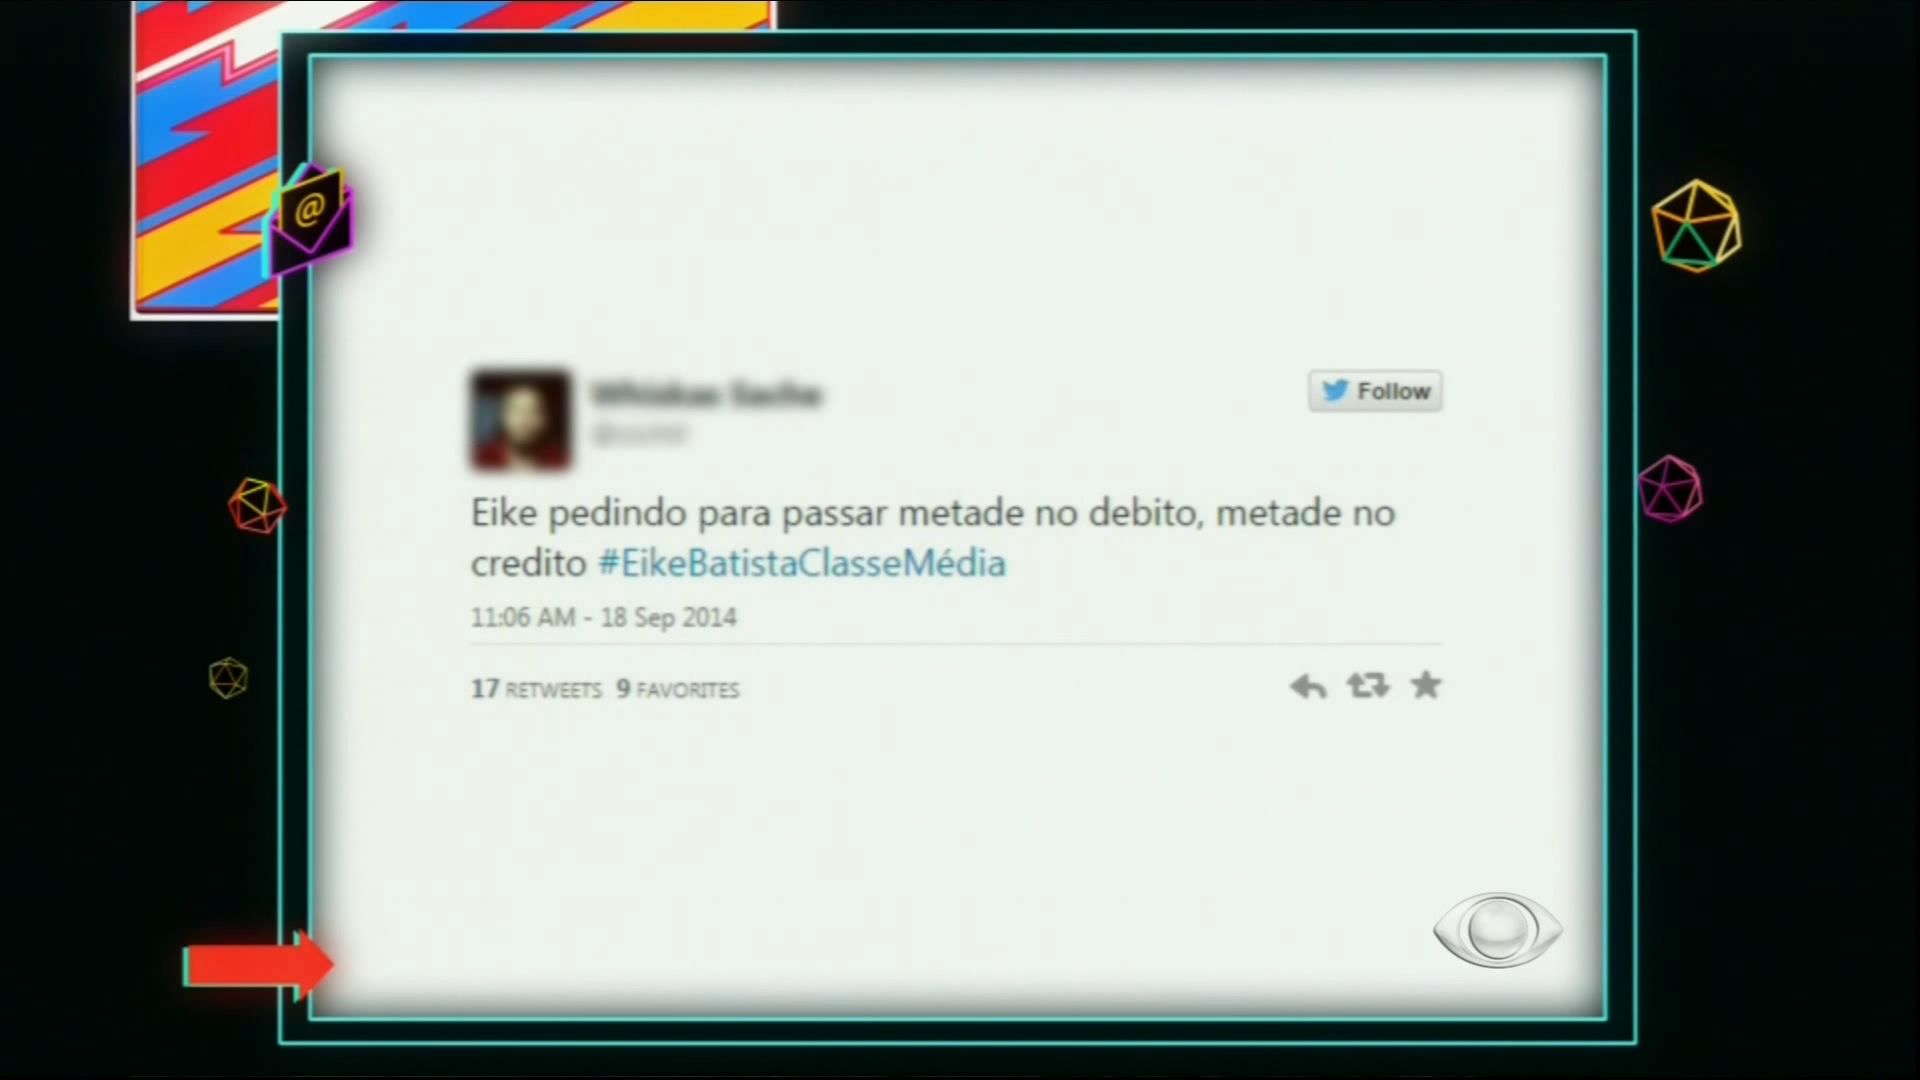 @
Follow
Eike pedindo para passar metade no debito, metade no
credito #EikeBatistaClasseMédia
11:06 AM - 18 Sep 2014
17 RETWEETS 9 FAVORITES